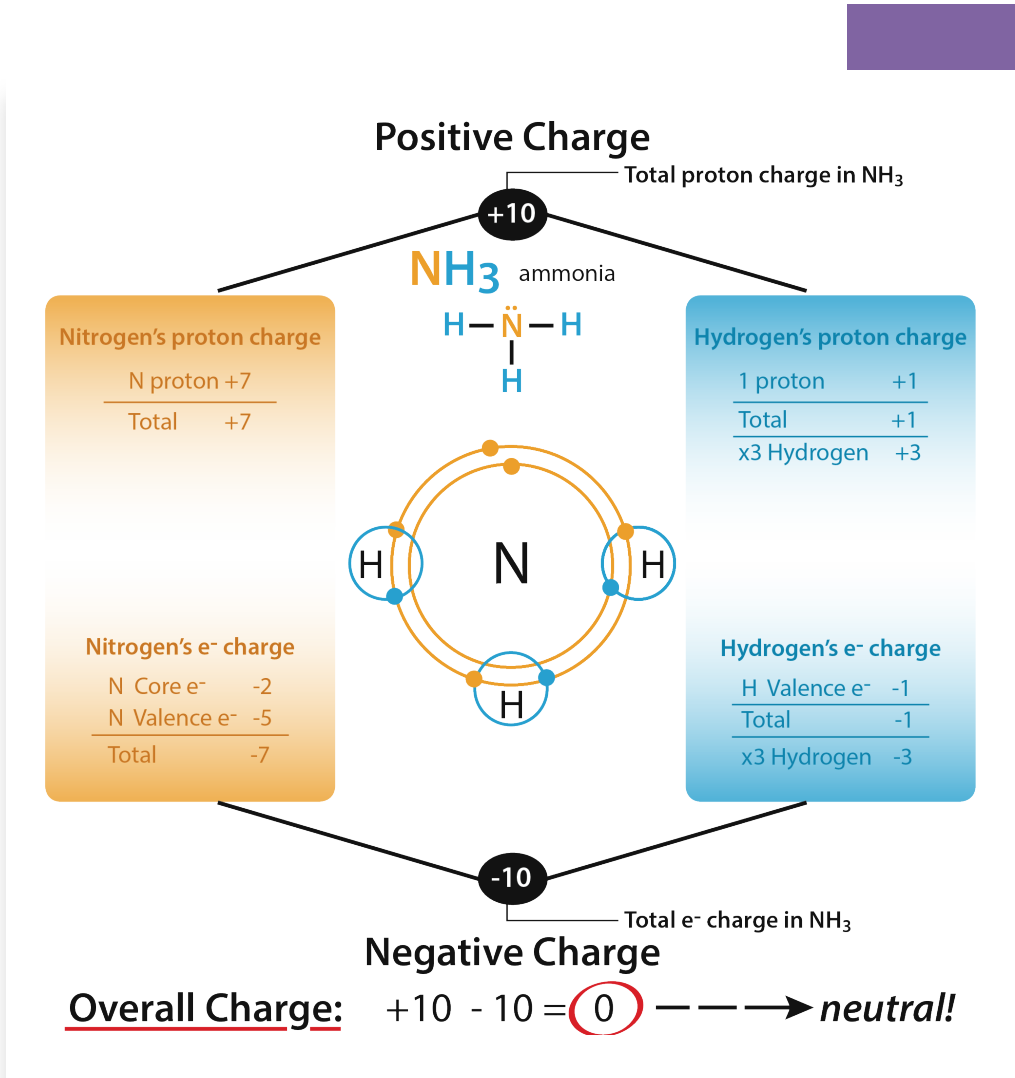 Positive Charge
Total proton charge in NH₃
+10
NH₃ ammonia
H–N̈–H
H
Nitrogen's proton charge
N proton +7
Total +7
Hydrogen's proton charge
1 proton +1
Total +1
x3 Hydrogen +3
H N H
H
Nitrogen's e⁻ charge
N Core e⁻ -2
N Valence e⁻ -5
Total -7
Hydrogen's e⁻ charge
H Valence e⁻ -1
Total -1
x3 Hydrogen -3
-10
Total e⁻ charge in NH₃
Negative Charge
Overall Charge: +10 - 10 = 0 neutral!